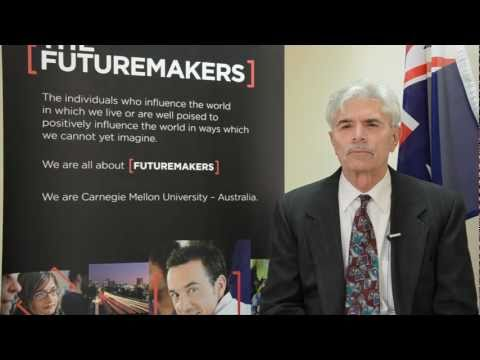 THE
[FUTUREMAKERS]
The individuals who influence the world
in which we live or are well poised to
positively influence the world in ways which
we cannot yet imagine.
We are all about [FUTUREMAKERS]
We are Carnegie Mellon University – Australia.